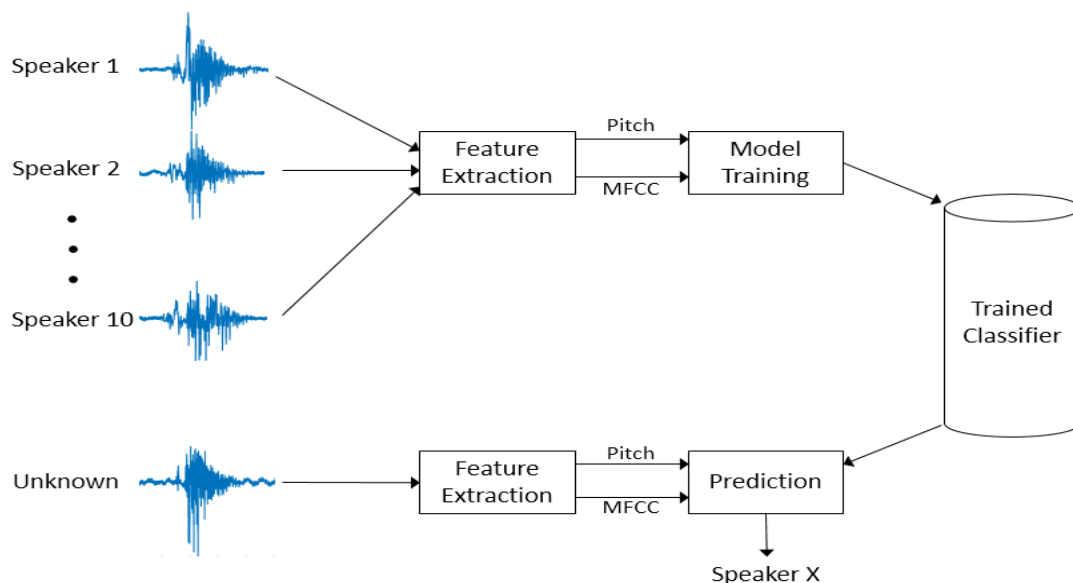 Speaker 1
Speaker 2
Speaker 10
Feature
Extraction
Pitch
MFCC
Model
Training
Trained
Classifier
Unknown
Feature
Extraction
Pitch
MFCC
Prediction
Speaker X